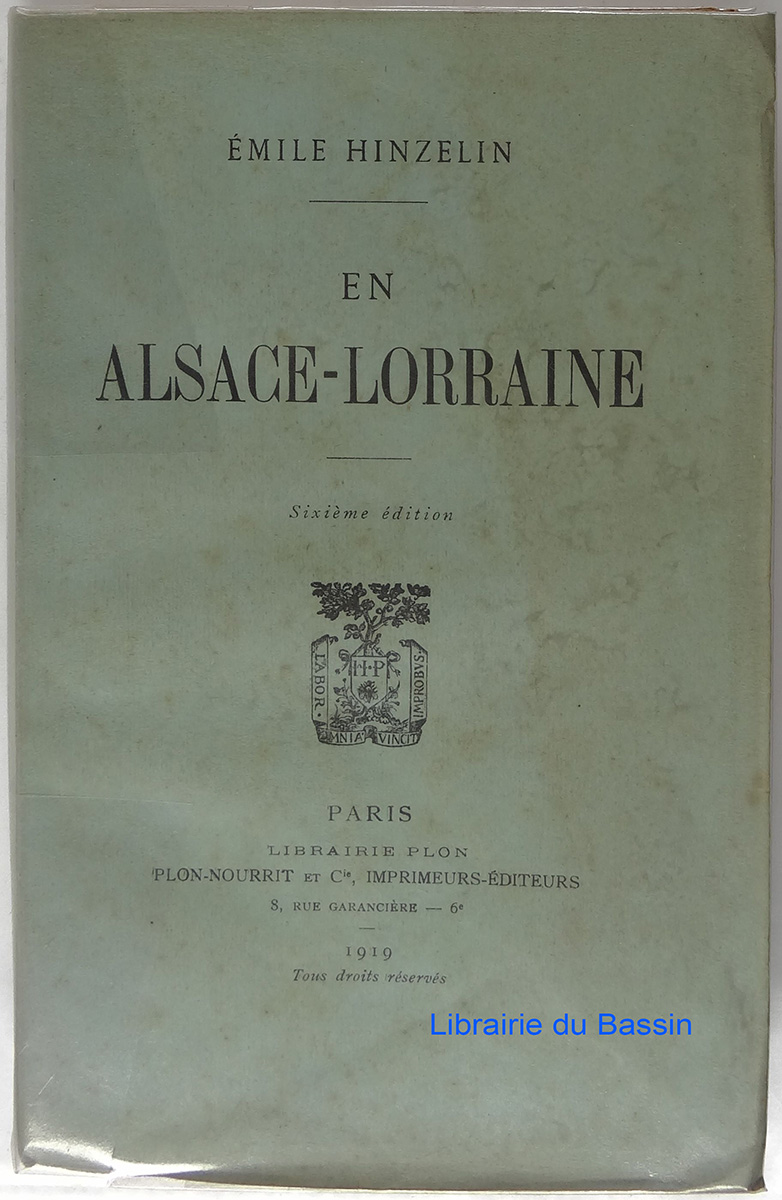 ÉMILE HINZELIN
EN
ALSACE-LORRAINE
Sixième édition
H·P
LABOR·
IMPROBVS
OMNIA VINCIT
PARIS
LIBRAIRIE PLON
PLON-NOURRIT ET Cie, IMPRIMEURS-ÉDITEURS
8, RUE GARANCIÈRE — 6e
1919
Tous droits réservés
Librairie du Bassin